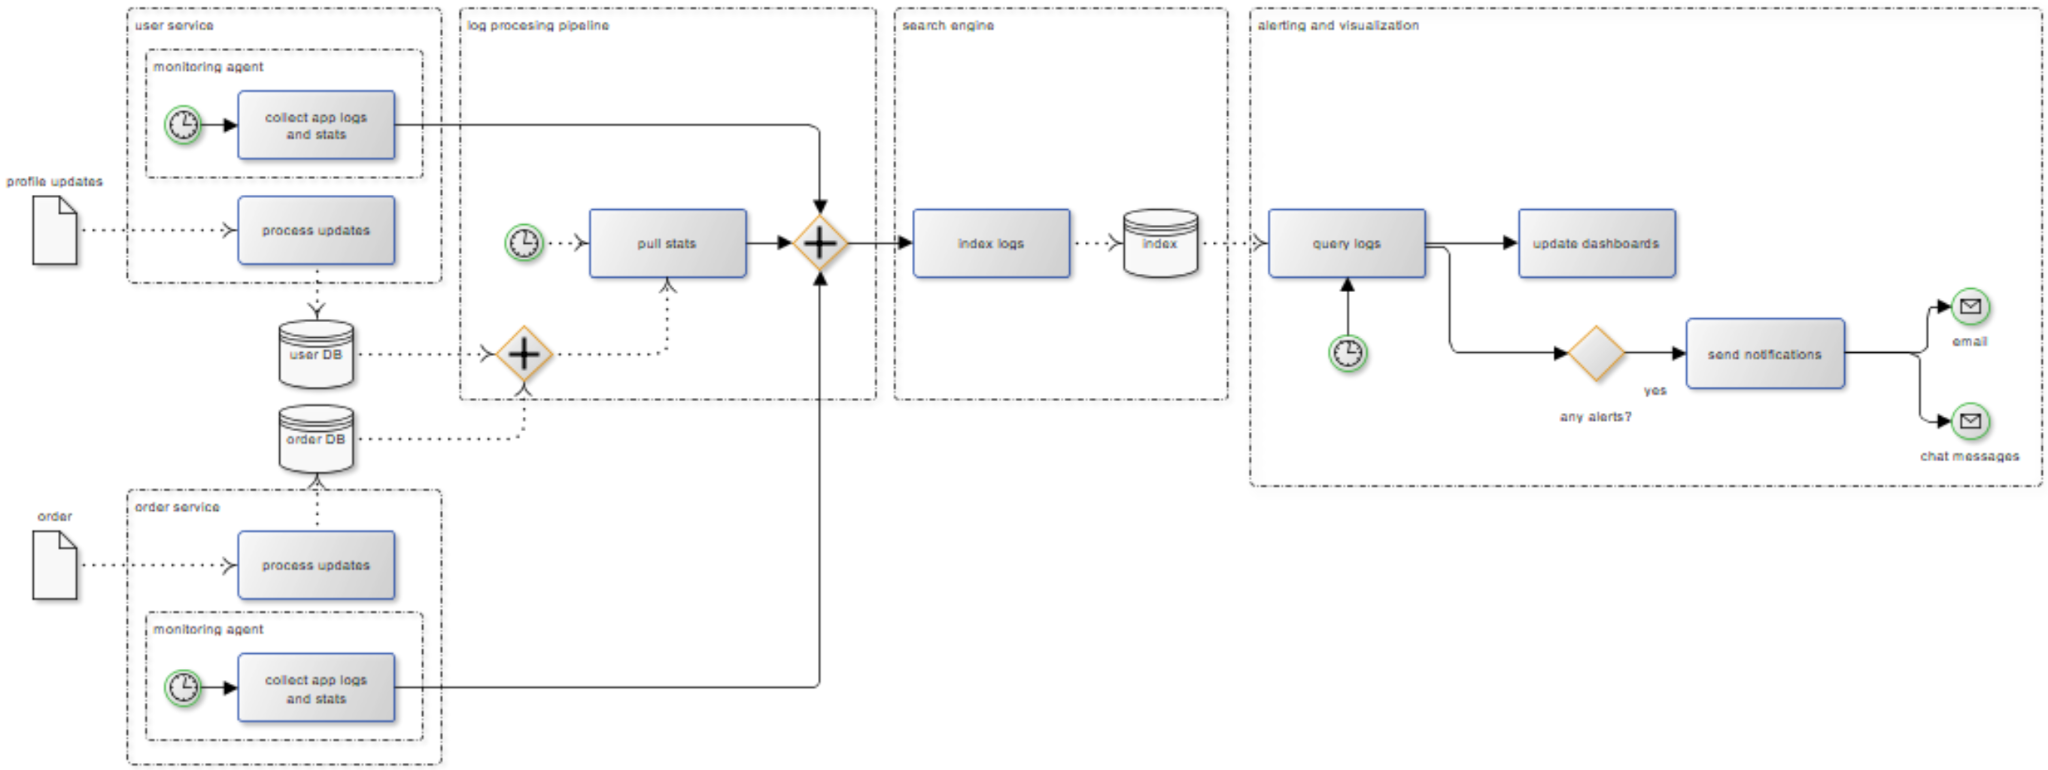 user service
monitoring agent
collect app logs
and stats
profile updates
process updates
user DB
order DB
order service
order
process updates
monitoring agent
collect app logs
and stats
log procesing pipeline
pull stats
search engine
index logs
index
alerting and visualization
query logs
update dashboards
send notifications
yes
any alerts?
email
chat messages